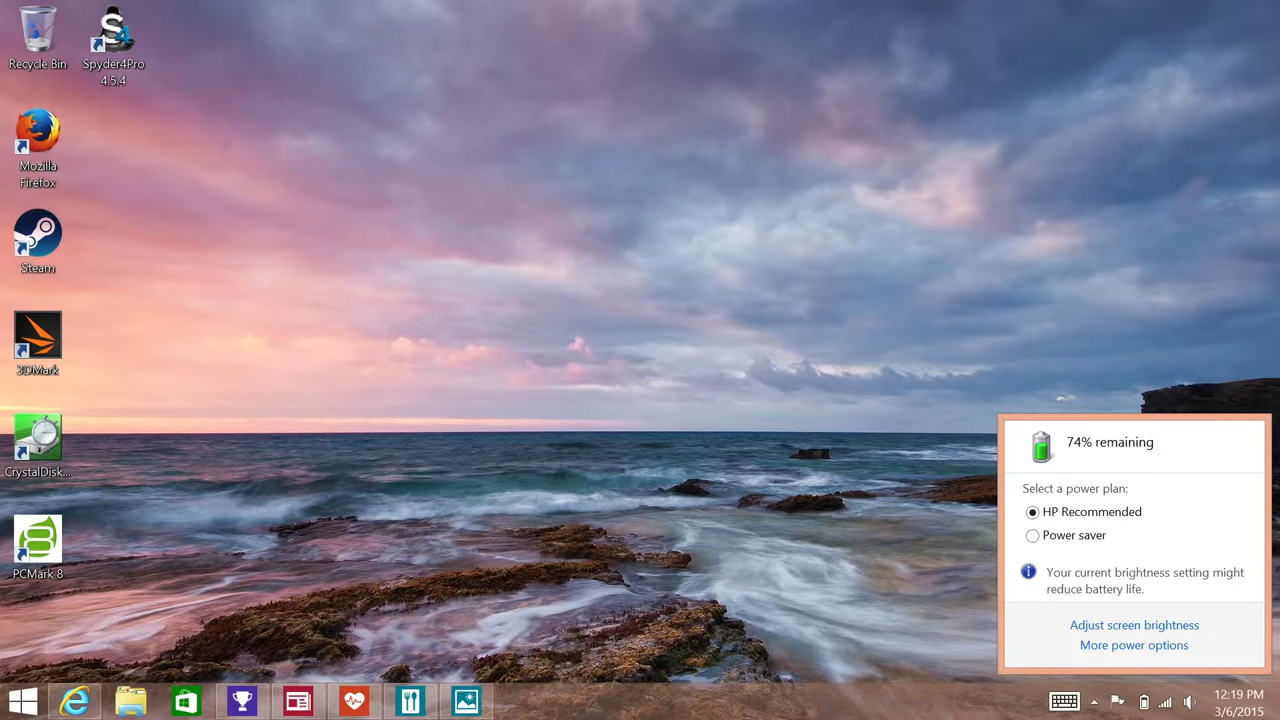 Recycle Bin
Spyder4Pro
4.5.4
Mozilla
Firefox
Steam
3DMark
CrystalDisk...
PCMark 8
74% remaining
Select a power plan:
HP Recommended
Power saver
Your current brightness setting might
reduce battery life.
Adjust screen brightness
More power options
12:19 PM
3/6/2015